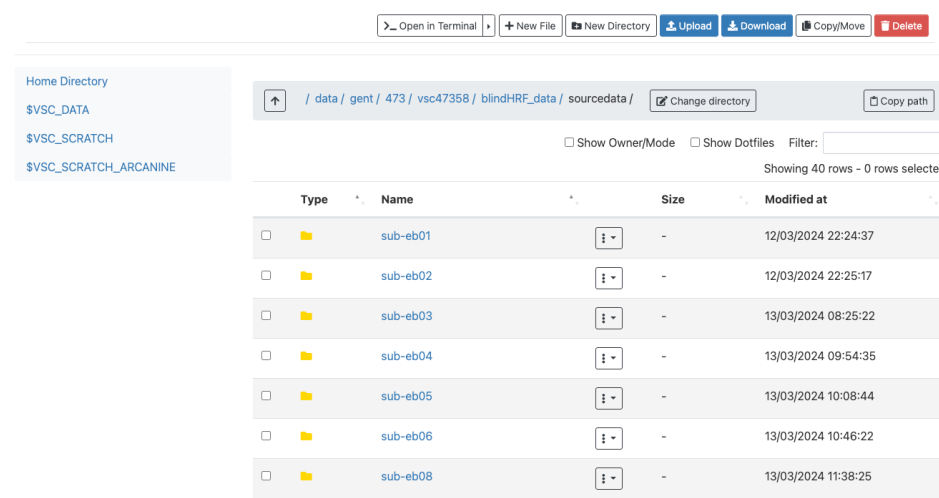 Open in Terminal New File New Directory Upload Download Copy/Move Delete
Home Directory
$VSC_DATA
$VSC_SCRATCH
$VSC_SCRATCH_ARCANINE
/ data / gent / 473 / vsc47358 / blindHRF_data / sourcedata / Change directory Copy path
Show Owner/Mode Show Dotfiles Filter:
Showing 40 rows - 0 rows selecte
Type Name Size Modified at
sub-eb01 - 12/03/2024 22:24:37
sub-eb02 - 12/03/2024 22:25:17
sub-eb03 - 13/03/2024 08:25:22
sub-eb04 - 13/03/2024 09:54:35
sub-eb05 - 13/03/2024 10:08:44
sub-eb06 - 13/03/2024 10:46:22
sub-eb08 - 13/03/2024 11:38:25